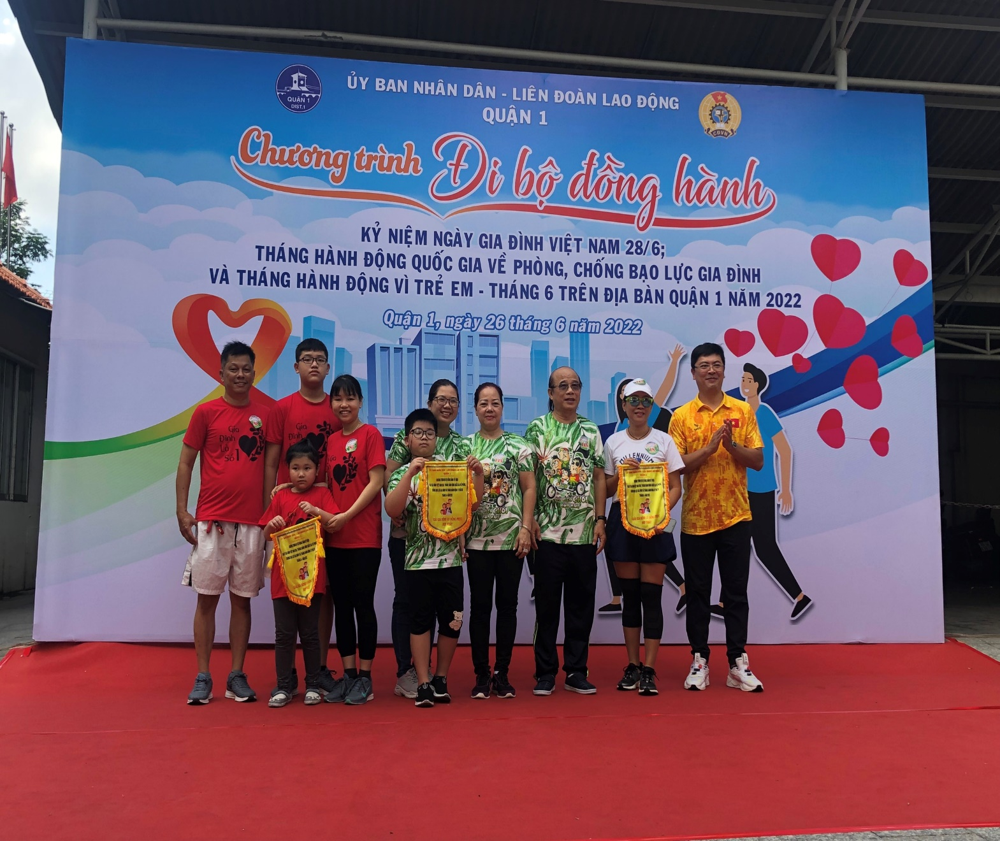 ỦY BAN NHÂN DÂN - LIÊN ĐOÀN LAO ĐỘNG
QUẬN 1
QUẬN 1
DIST.1
CĐVN
Chương trình Đi bộ đồng hành
KỶ NIỆM NGÀY GIA ĐÌNH VIỆT NAM 28/6;
THÁNG HÀNH ĐỘNG QUỐC GIA VỀ PHÒNG, CHỐNG BẠO LỰC GIA ĐÌNH
VÀ THÁNG HÀNH ĐỘNG VÌ TRẺ EM - THÁNG 6 TRÊN ĐỊA BÀN QUẬN 1 NĂM 2022
Quận 1, ngày 26 tháng 6 năm 2022
Gia
Đình
Là
Số 1
Gia
Đình
MILLENNIUM